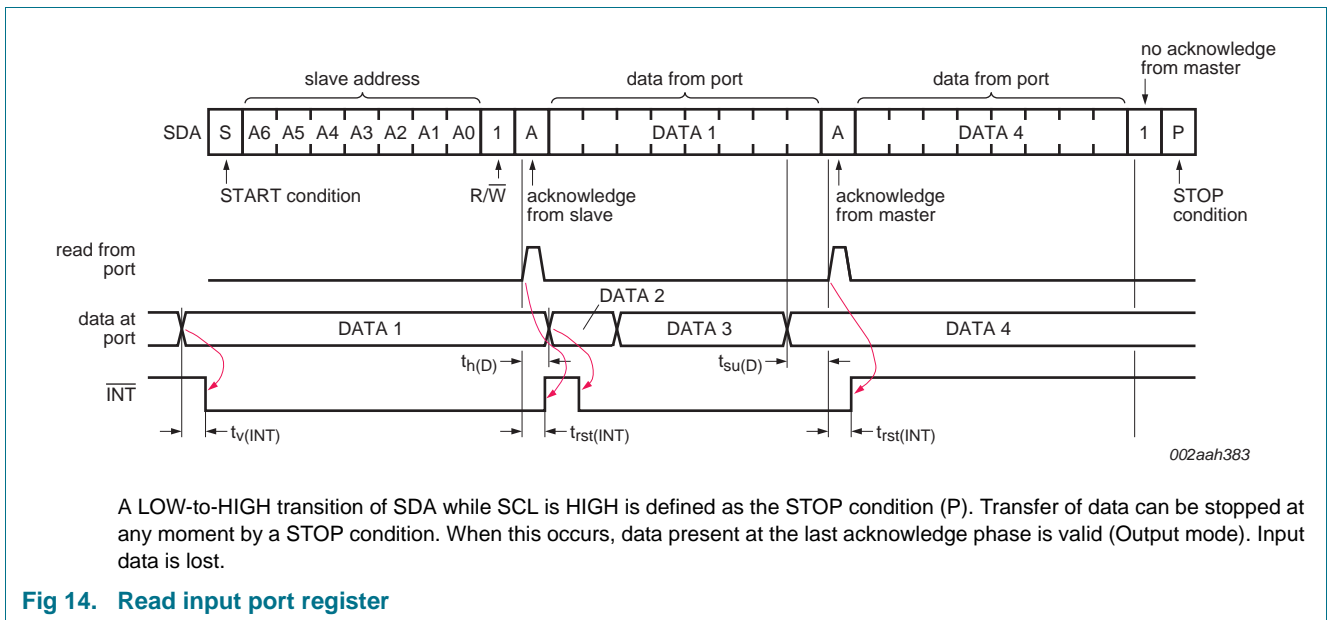 no acknowledge
from master
slave address
data from port
data from port
SDA S A6 A5 A4 A3 A2 A1 A0 1 A DATA 1 A DATA 4 1 P
START condition
R/W̅
acknowledge
from slave
acknowledge
from master
STOP
condition
read from
port
DATA 2
data at
port
DATA 1
DATA 3
DATA 4
th(D)
tsu(D)
I̅N̅T̅
tv(INT)
trst(INT)
trst(INT)
002aah383
A LOW-to-HIGH transition of SDA while SCL is HIGH is defined as the STOP condition (P). Transfer of data can be stopped at
any moment by a STOP condition. When this occurs, data present at the last acknowledge phase is valid (Output mode). Input
data is lost.
Fig 14. Read input port register